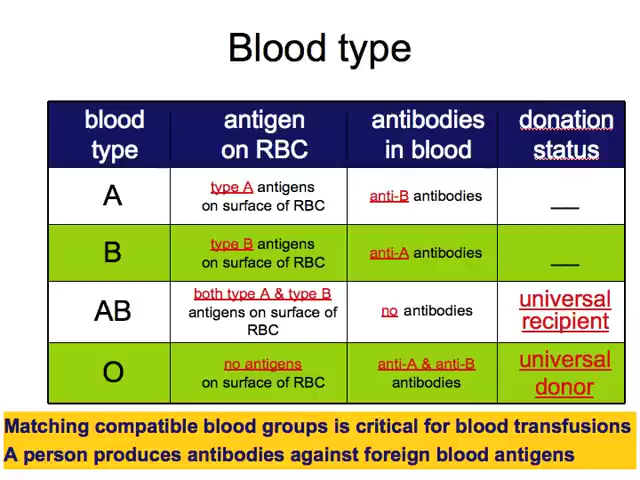 Blood type
blood type
antigen on RBC
antibodies in blood
donation status
A
type A antigens
on surface of RBC
anti-B antibodies
__
B
type B antigens
on surface of RBC
anti-A antibodies
__
AB
both type A & type B
antigens on surface of
RBC
no antibodies
universal
recipient
O
no antigens
on surface of RBC
anti-A & anti-B
antibodies
universal
donor
Matching compatible blood groups is critical for blood transfusions
A person produces antibodies against foreign blood antigens